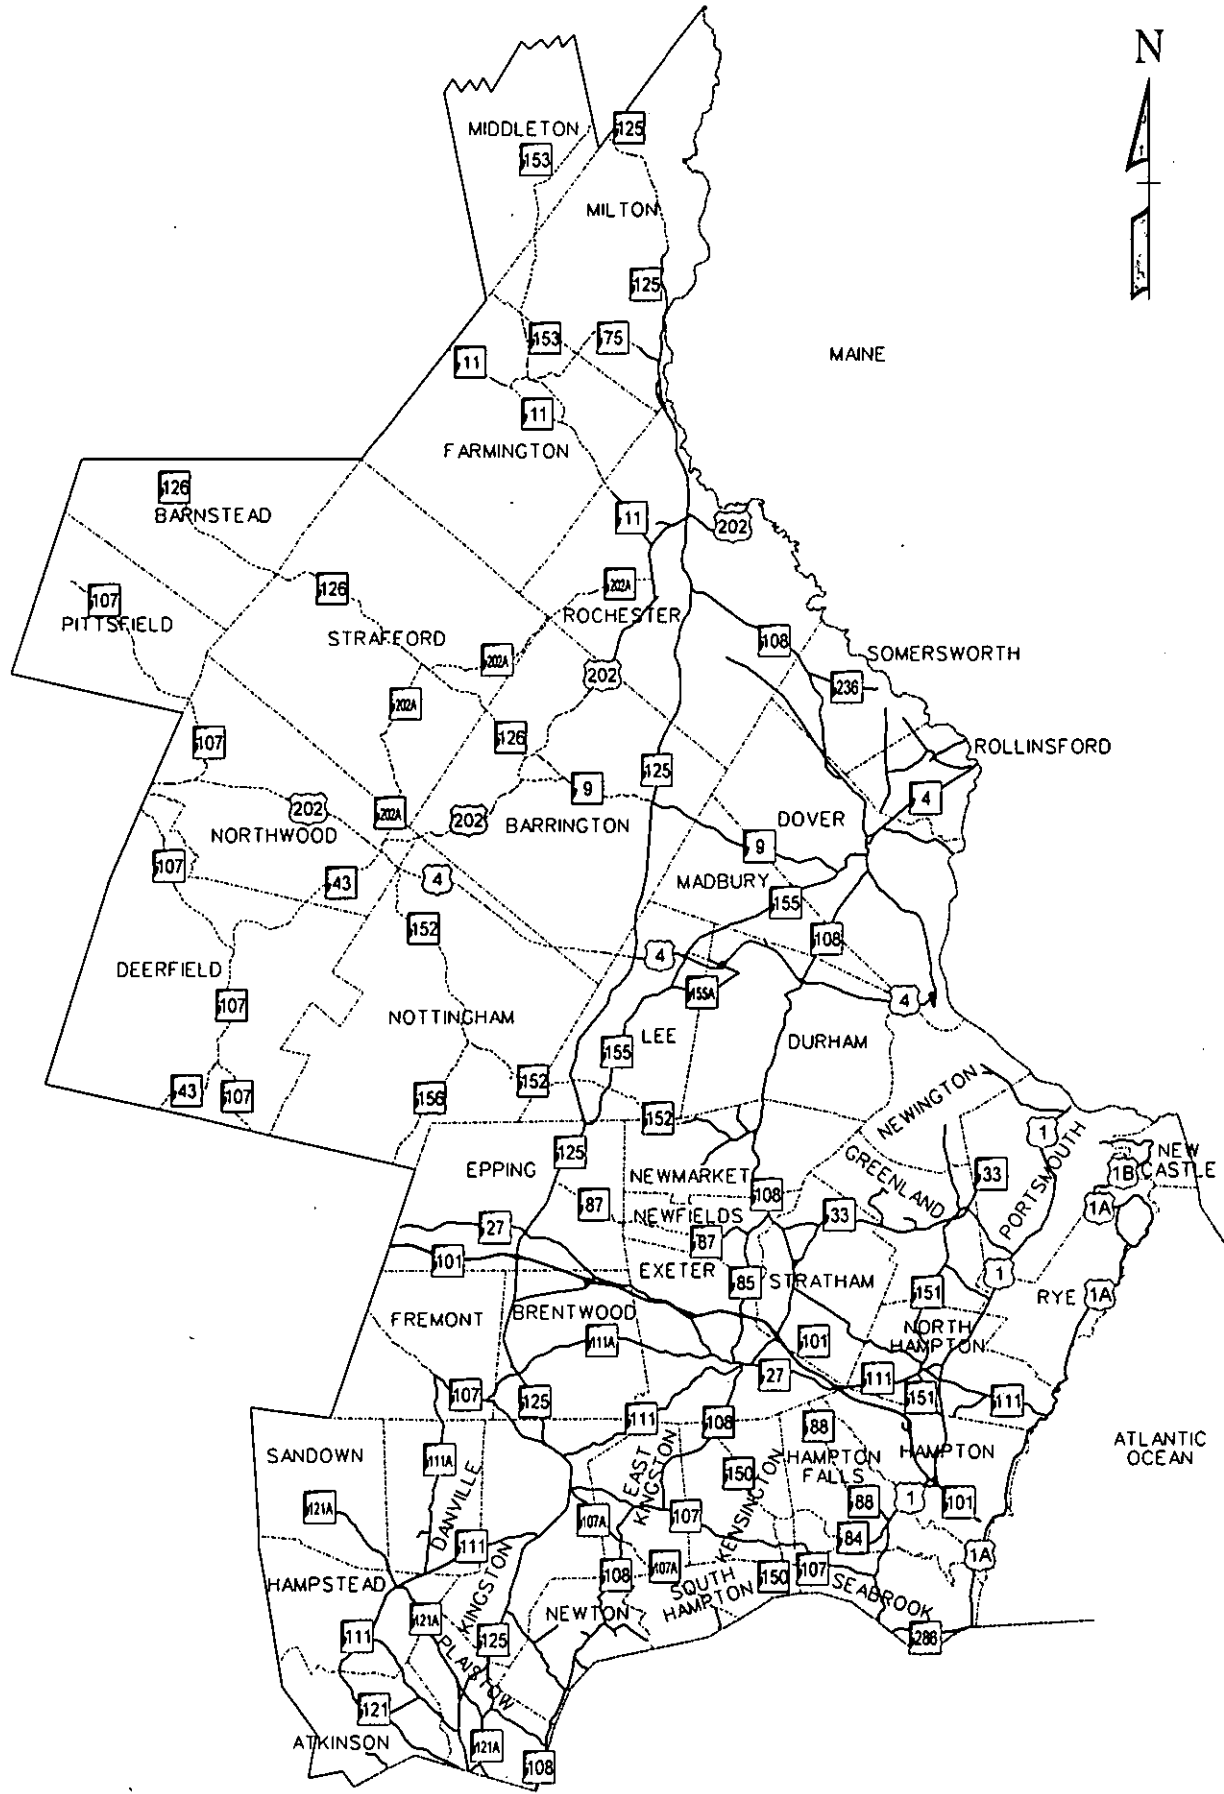 N
MIDDLETON
125
153
MILTON
125
153
75
11
MAINE
11
FARMINGTON
126
BARNSTEAD
11
202
107
126
202A
PITTSFIELD
STRAFFORD
ROCHESTER
108
SOMERSWORTH
202A
202
236
202A
107
126
ROLLINSFORD
125
9
4
202
202A
202
NORTHWOOD
BARRINGTON
DOVER
9
107
43
4
MADBURY
155
152
108
4
DEERFIELD
155A
4
107
NOTTINGHAM
LEE
DURHAM
155
43
107
156
152
152
NEWINGTON
1
125
EPPING
NEWMARKET
GREENLAND
PORTSMOUTH
NEW
CASTLE
1B
33
87
108
1A
NEWFIELDS
33
27
87
101
EXETER
85
STRATHAM
1
151
RYE
1A
FREMONT
BRENTWOOD
111A
101
NORTH
HAMPTON
27
111
107
125
151
111
111
108
88
SANDOWN
111A
EAST
KINGSTON
150
KENSINGTON
HAMPTON
FALLS
HAMPTON
ATLANTIC
OCEAN
121A
DANVILLE
88
1
101
107A
107
84
111
KINGSTON
1A
HAMPSTEAD
108
107A
SOUTH
HAMPTON
150
107
SEABROOK
121A
NEWTON
111
125
286
PLAISTOW
121
ATKINSON
121A
108